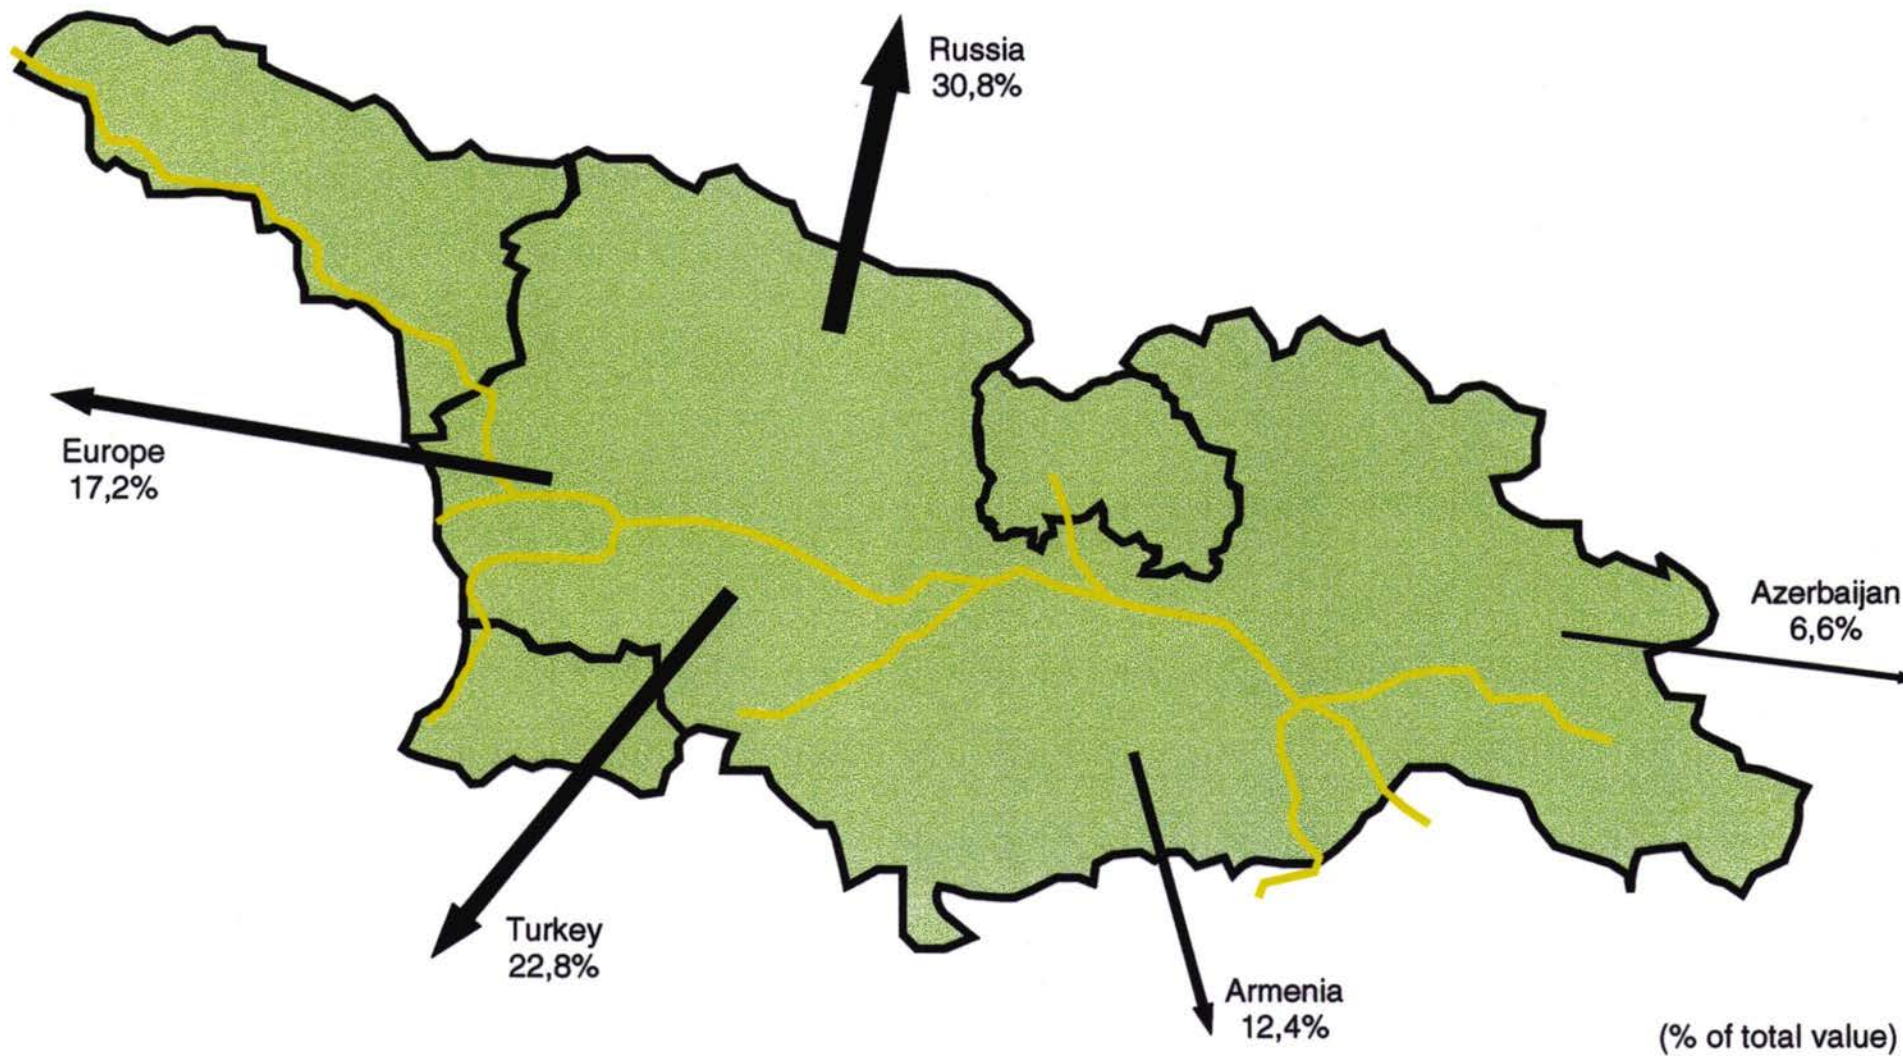 Russia
30,8%
Europe
17,2%
Azerbaijan
6,6%
Turkey
22,8%
Armenia
12,4%
(% of total value)